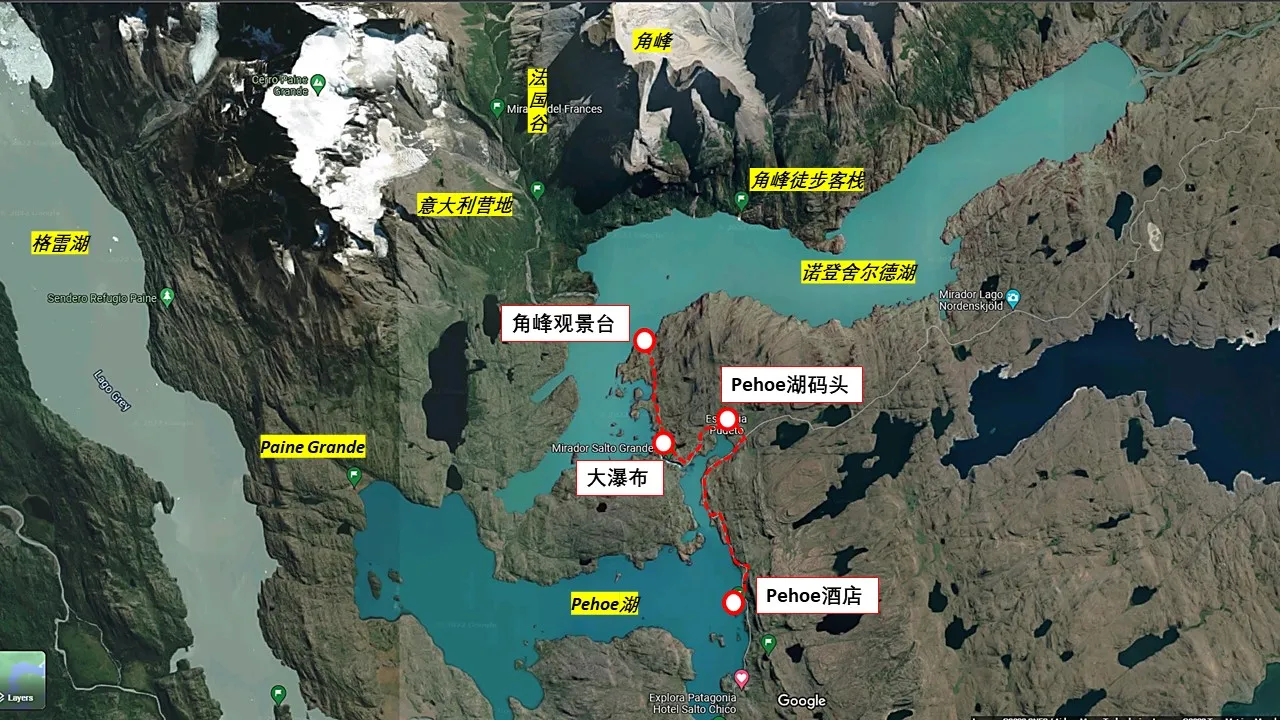 角峰
Cerro Paine
Grande
法
国
谷
Mirador del Frances
角峰徒步客栈
意大利营地
格雷湖
诺登舍尔德湖
Sendero Refugio Paine
Mirador Lago
Nordenskjöld
角峰观景台
Lago Grey
Pehoe湖码头
Pudeto
Paine Grande
Mirador Salto Grande
大瀑布
Pehoe湖
Pehoe酒店
Layers
Explora Patagonia
Hotel Salto Chico
Google